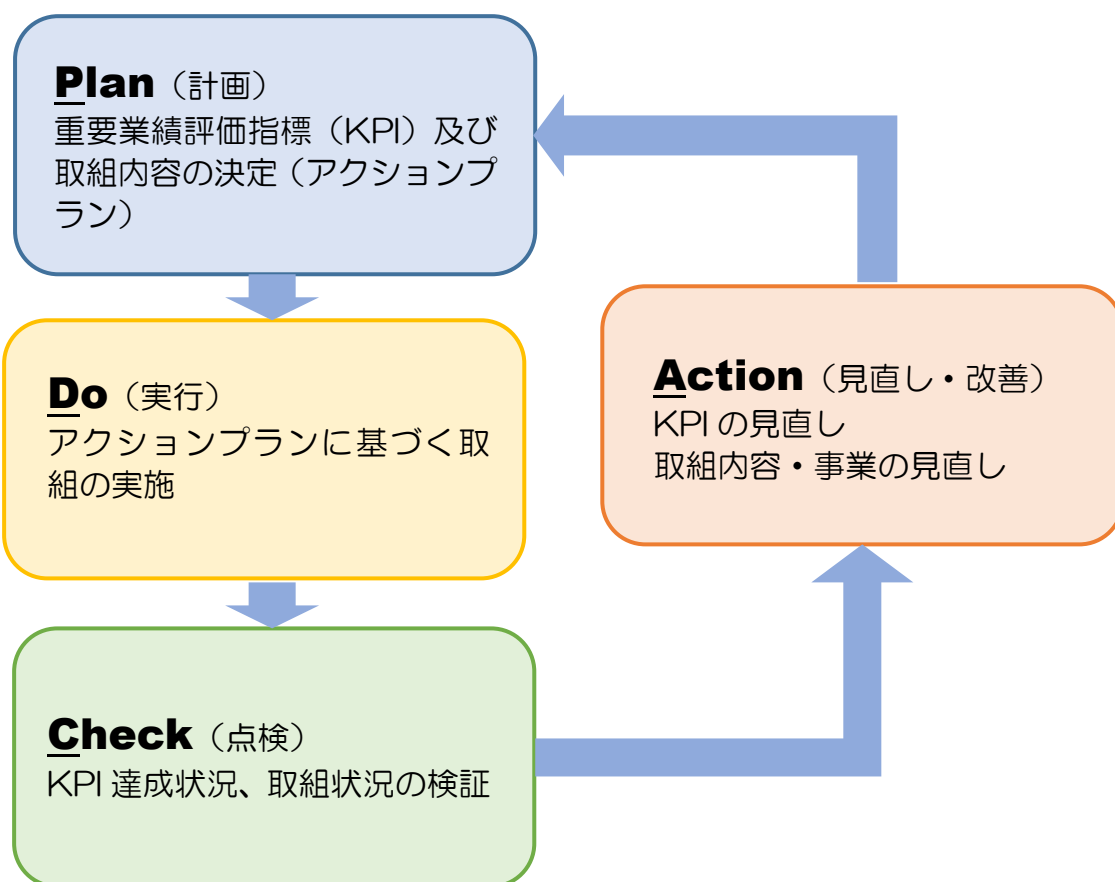 Plan（計画）
重要業績評価指標（KPI）及び
取組内容の決定（アクションプ
ラン）
Do（実行）
アクションプランに基づく取
組の実施
Check（点検）
KPI 達成状況、取組状況の検証
Action（見直し・改善）
KPI の見直し
取組内容・事業の見直し